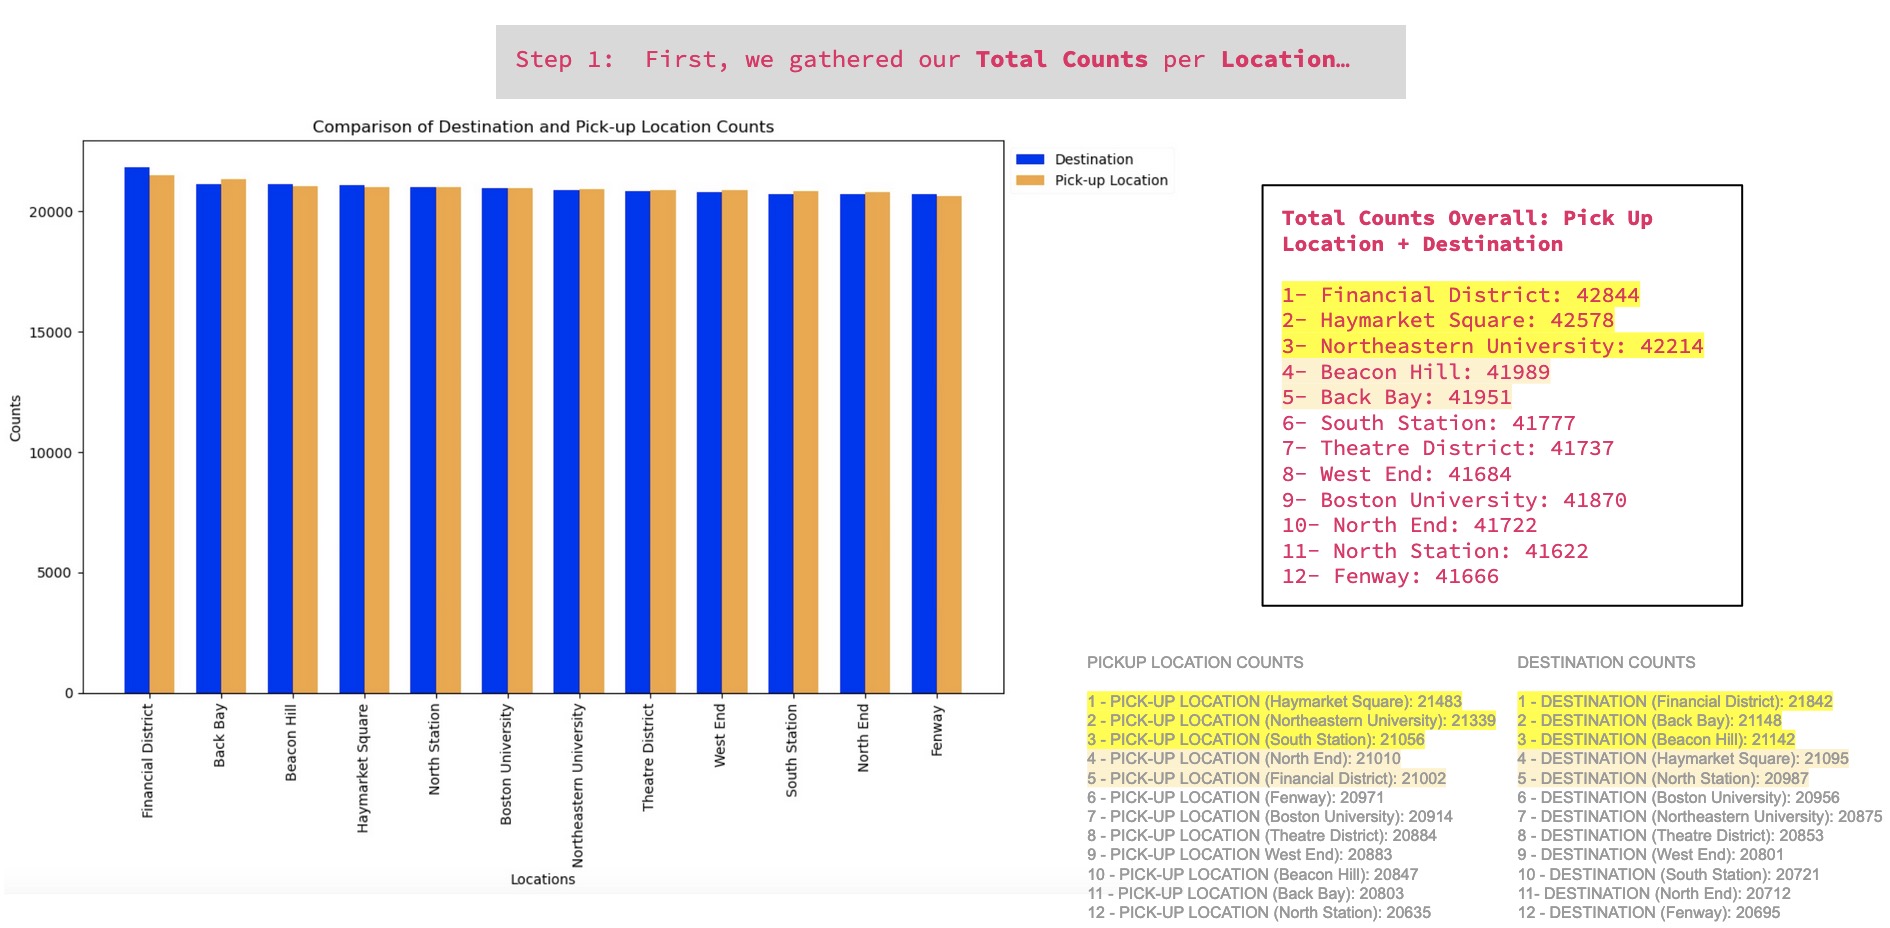 Step 1:  First, we gathered our Total Counts per Location…
Comparison of Destination and Pick-up Location Counts
Destination
Pick-up Location
Counts
20000
15000
10000
5000
0
Financial District
Back Bay
Beacon Hill
Haymarket Square
North Station
Boston University
Northeastern University
Theatre District
West End
South Station
North End
Fenway
Locations
Total Counts Overall: Pick Up
Location + Destination
1- Financial District: 42844
2- Haymarket Square: 42578
3- Northeastern University: 42214
4- Beacon Hill: 41989
5- Back Bay: 41951
6- South Station: 41777
7- Theatre District: 41737
8- West End: 41684
9- Boston University: 41870
10- North End: 41722
11- North Station: 41622
12- Fenway: 41666
PICKUP LOCATION COUNTS
1 - PICK-UP LOCATION (Haymarket Square): 21483
2 - PICK-UP LOCATION (Northeastern University): 21339
3 - PICK-UP LOCATION (South Station): 21056
4 - PICK-UP LOCATION (North End): 21010
5 - PICK-UP LOCATION (Financial District): 21002
6 - PICK-UP LOCATION (Fenway): 20971
7 - PICK-UP LOCATION (Boston University): 20914
8 - PICK-UP LOCATION (Theatre District): 20884
9 - PICK-UP LOCATION West End): 20883
10 - PICK-UP LOCATION (Beacon Hill): 20847
11 - PICK-UP LOCATION (Back Bay): 20803
12 - PICK-UP LOCATION (North Station): 20635
DESTINATION COUNTS
1 - DESTINATION (Financial District): 21842
2 - DESTINATION (Back Bay): 21148
3 - DESTINATION (Beacon Hill): 21142
4 - DESTINATION (Haymarket Square): 21095
5 - DESTINATION (North Station): 20987
6 - DESTINATION (Boston University): 20956
7 - DESTINATION (Northeastern University): 20875
8 - DESTINATION (Theatre District): 20853
9 - DESTINATION (West End): 20801
10 - DESTINATION (South Station): 20721
11- DESTINATION (North End): 20712
12 - DESTINATION (Fenway): 20695